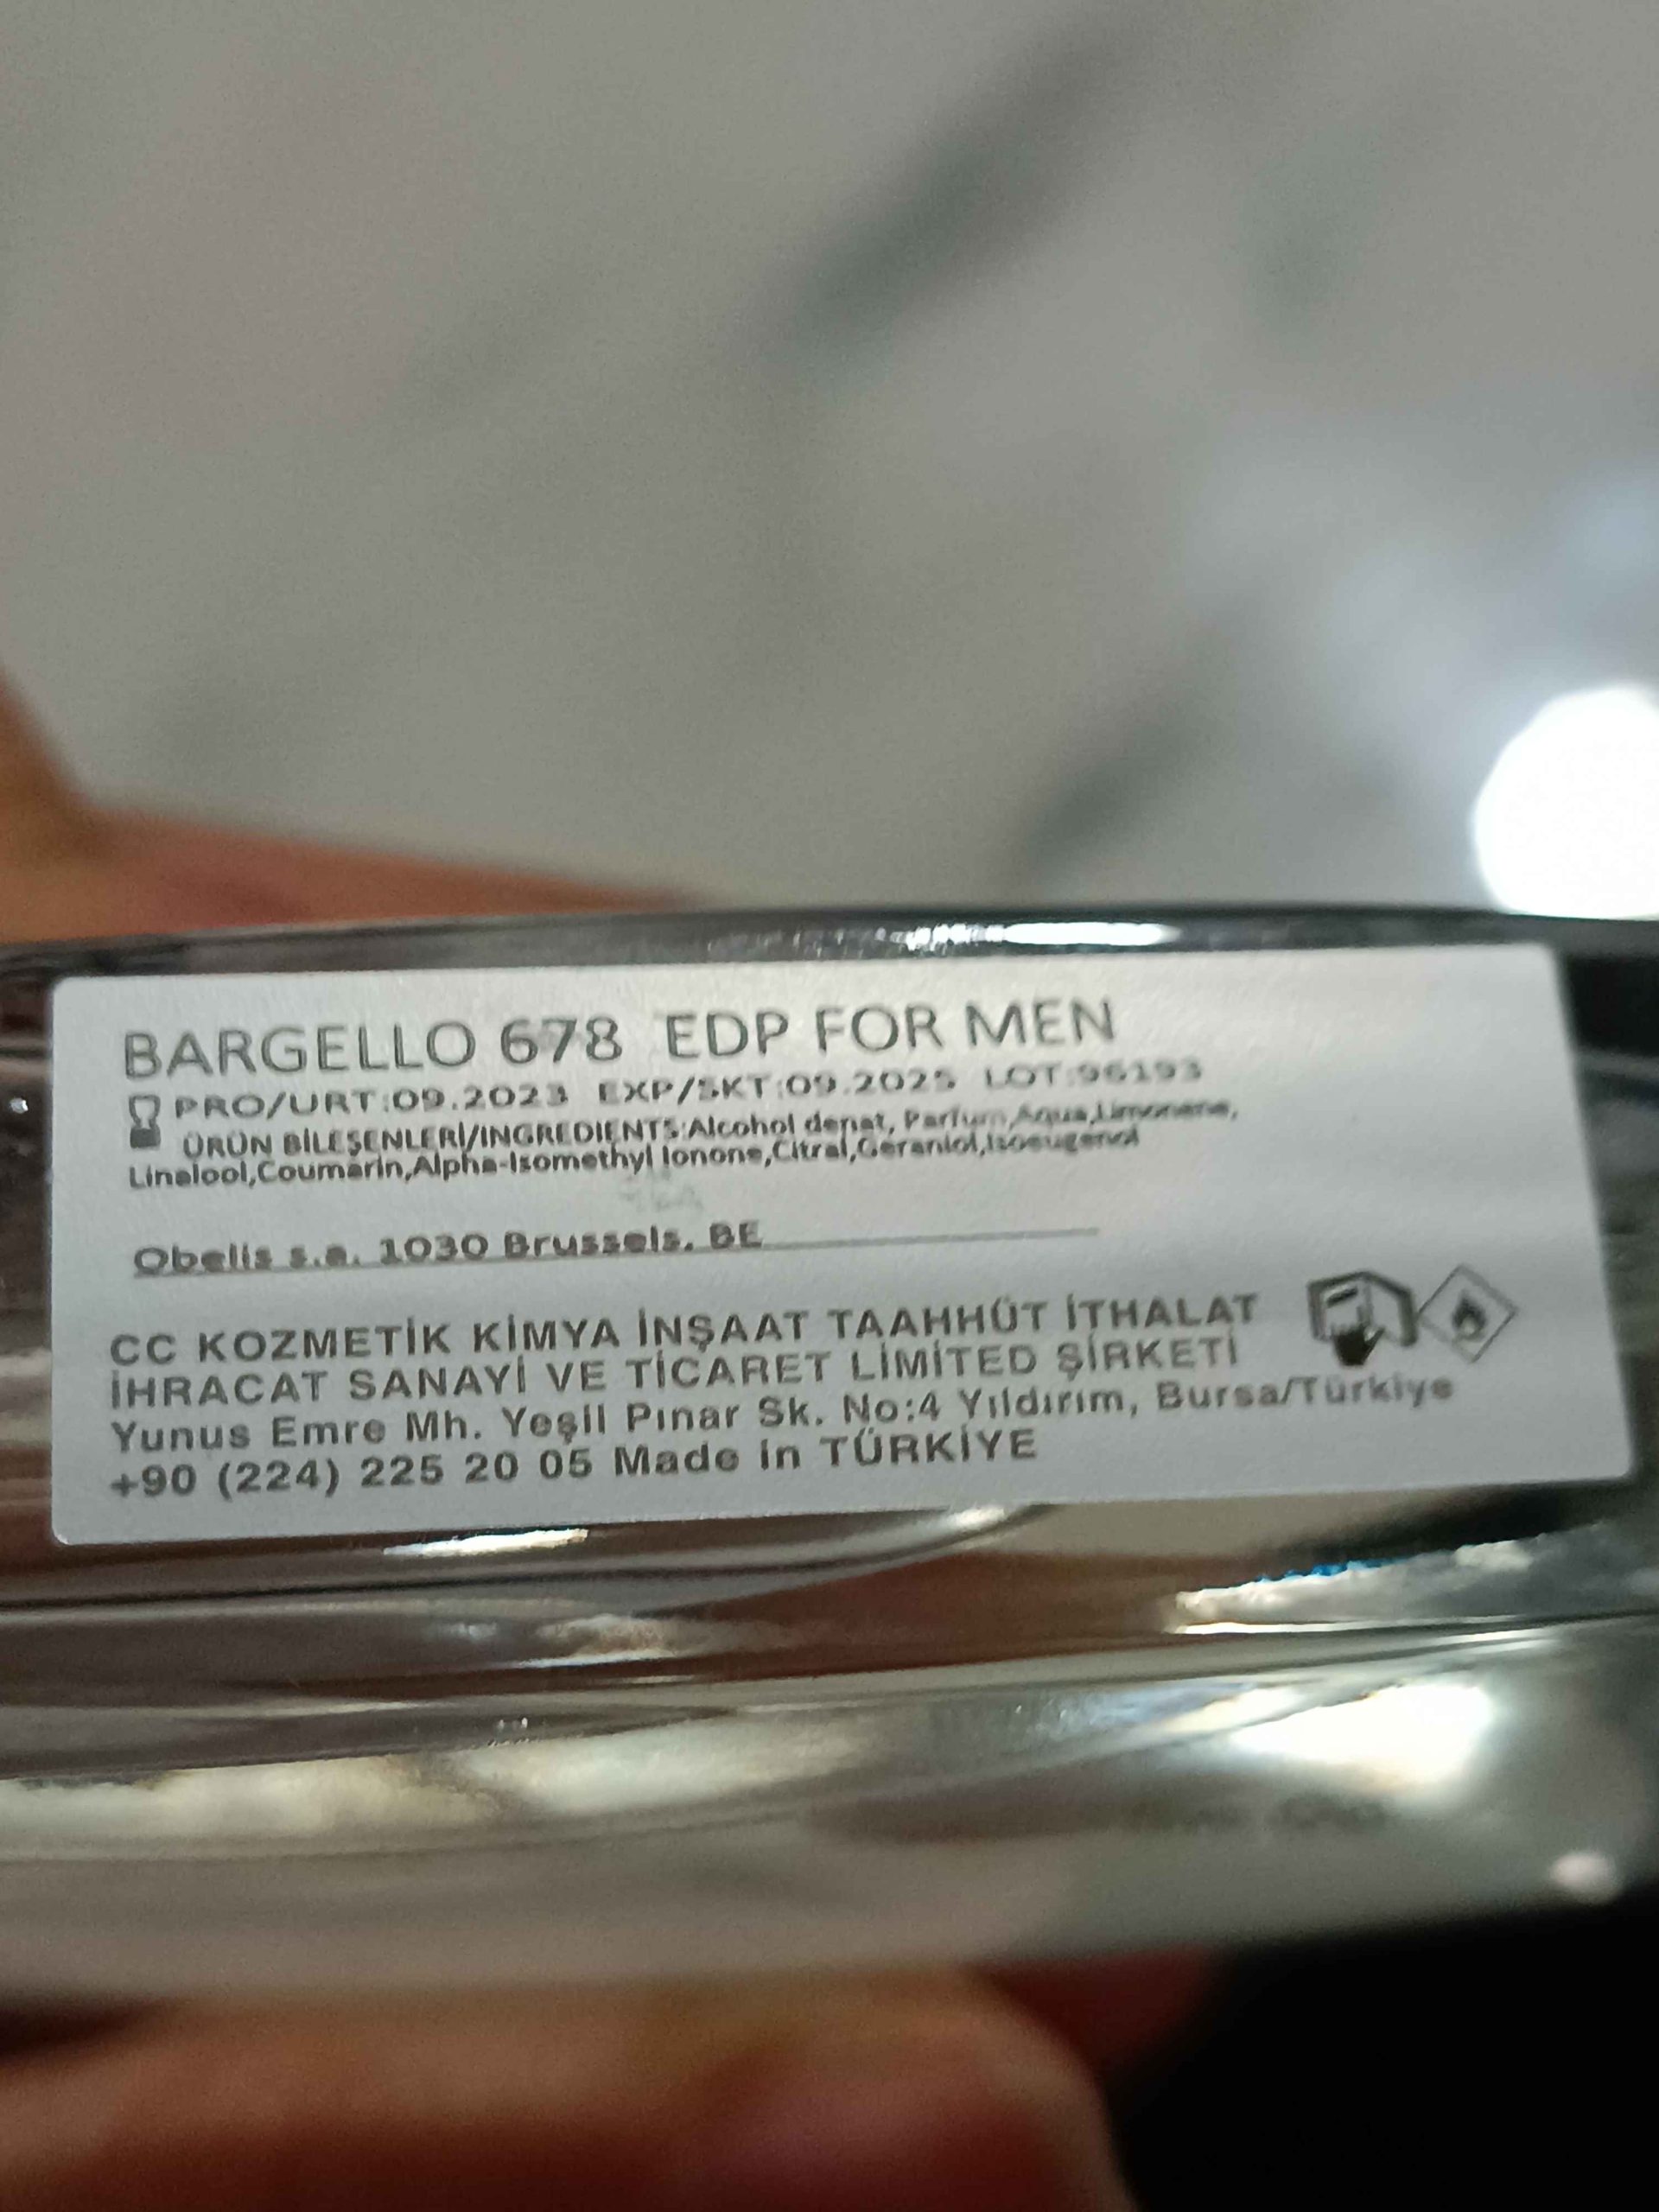 BARGELLO 678 EDP FOR MEN
PRO/URT:09.2023 EXP/SKT:09.2025 LOT:96193
ÜRÜN BİLEŞENLERİ/INGREDIENTS:Alcohol denat, Parfum,Aqua,Limonene,
Linalool,Coumarin,Alpha-Isomethyl Ionone,Citral,Geraniol,Isoeugenol
Obelis s.a. 1030 Brussels. BE
CC KOZMETİK KİMYA İNŞAAT TAAHHÜT İTHALAT
İHRACAT SANAYİ VE TİCARET LİMİTED ŞİRKETİ
Yunus Emre Mh. Yeşil Pınar Sk. No:4 Yıldırım, Bursa/Türkiye
+90 (224) 225 20 05 Made in TÜRKİYE